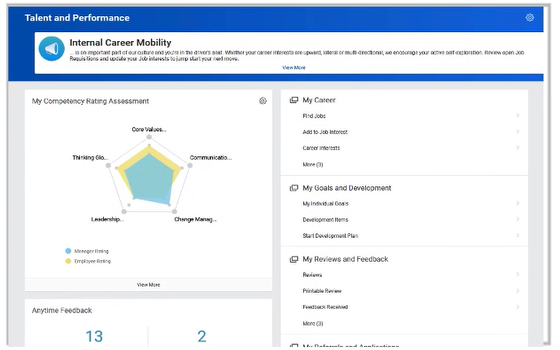 Talent and Performance
Internal Career Mobility
... is an important part of our culture and you're in the driver's seat. Whether your career interests are upward, lateral or multi-directional, we encourage your active self-exploration. Review open Job
Requisitions and update your Job interests to jump start your next move.
View More
My Competency Rating Assessment
Core Values...
Thinking Glo...
Communicatio...
Leadership...
Change Manag...
Manager Rating
Employee Rating
View More
Anytime Feedback
13
2
My Career
Find Jobs
Add to Job Interest
Career Interests
More (3)
My Goals and Development
My Individual Goals
Development Items
Start Development Plan
My Reviews and Feedback
Reviews
Printable Review
Feedback Received
More (3)
My Referrals and Applications